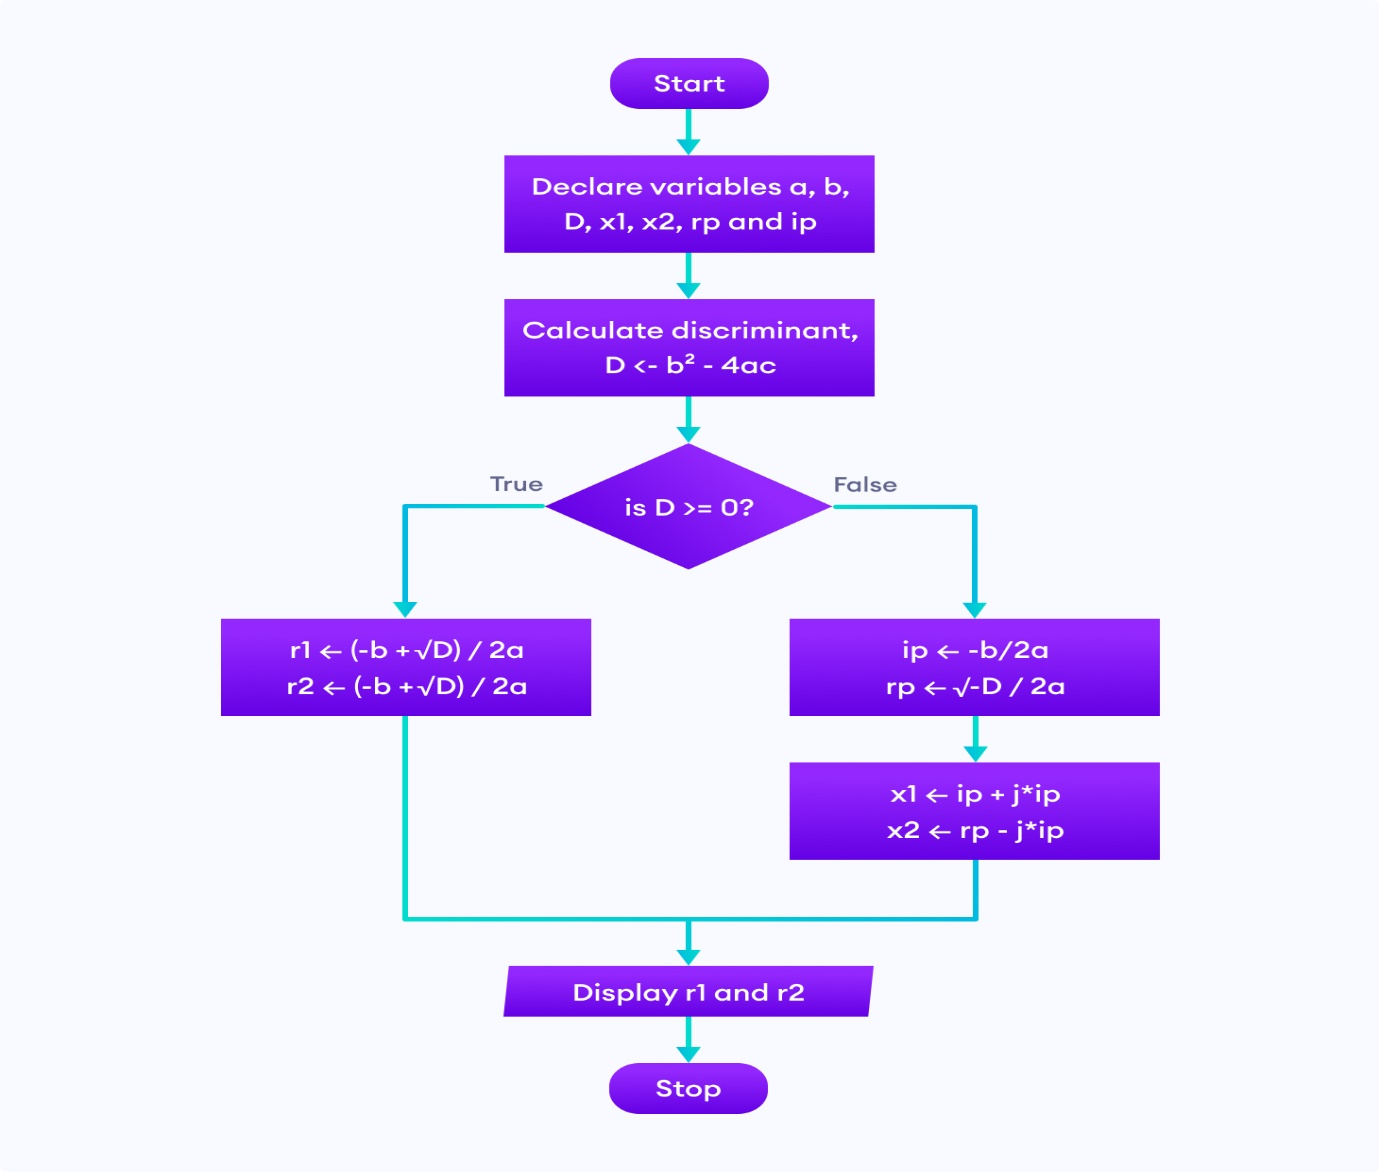 Start
Declare variables a, b,
D, x1, x2, rp and ip
Calculate discriminant,
D <- b² - 4ac
True
False
is D >= 0?
r1 ← (-b +√D) / 2a
r2 ← (-b +√D) / 2a
ip ← -b/2a
rp ← √-D / 2a
x1 ← ip + j*ip
x2 ← rp - j*ip
Display r1 and r2
Stop